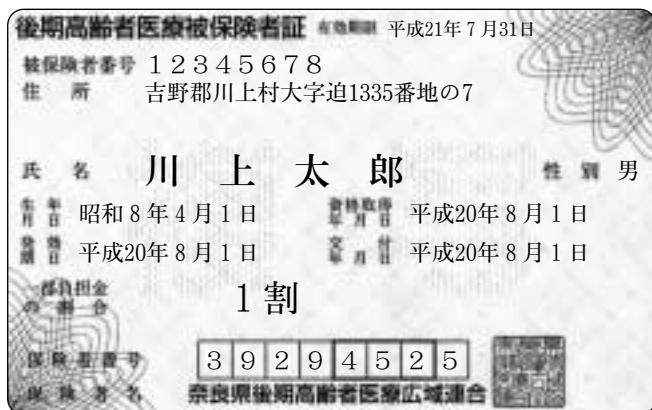 後期高齢者医療被保険者証 有効期限 平成21年7月31日
被保険者番号 12345678
住所 吉野郡川上村大字迫1335番地の7
氏名 川上太郎 性別 男
生年月日 昭和8年4月1日 資格取得年月日 平成20年8月1日
発効期日 平成20年8月1日 交付年月日 平成20年8月1日
一部負担金の割合 1割
保険者番号 39294525
保険者名 奈良県後期高齢者医療広域連合